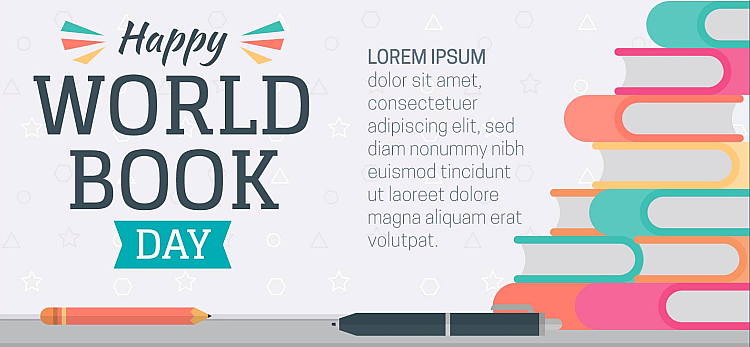 Happy
WORLD
BOOK
DAY
LOREM IPSUM
dolor sit amet,
consectetuer
adipiscing elit, sed
diam nonummy nibh
euismod tincidunt
ut laoreet dolore
magna aliquam erat
volutpat.